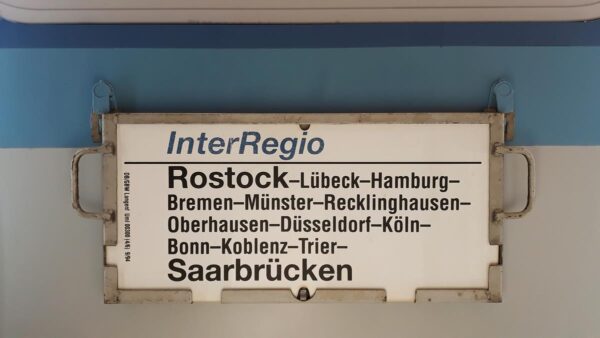 InterRegio
Rostock–Lübeck–Hamburg–
Bremen–Münster–Recklinghausen–
Oberhausen–Düsseldorf–Köln–
Bonn–Koblenz–Trier–
Saarbrücken